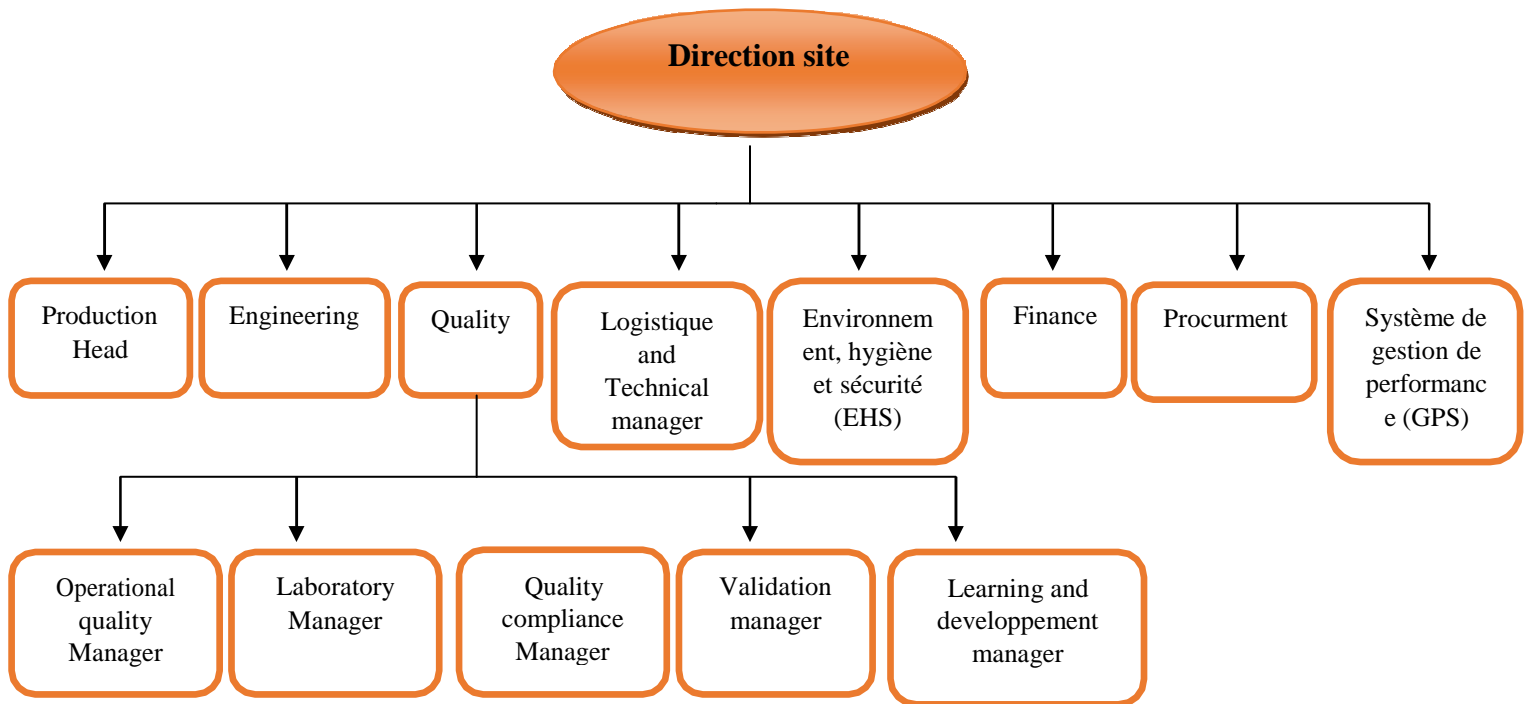 Direction site
Production
Head
Engineering
Quality
Logistique
and
Technical
manager
Environnem
ent, hygiène
et sécurité
(EHS)
Finance
Procurment
Système de
gestion de
performanc
e (GPS)
Operational
quality
Manager
Laboratory
Manager
Quality
compliance
Manager
Validation
manager
Learning and
developpement
manager